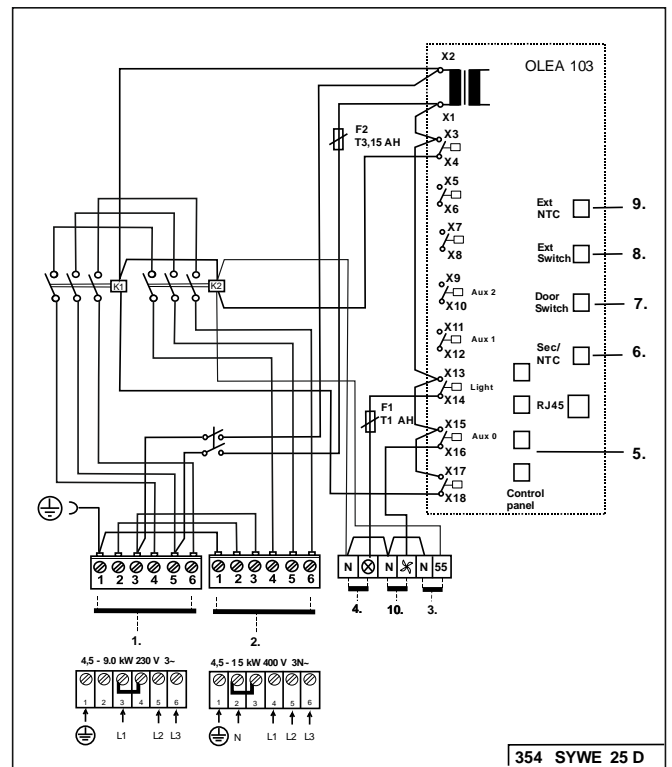 X2
OLEA 103
X1
F2
T3,15 AH
X3
X4
X5
X6
Ext
NTC
9.
X7
X8
Ext
Switch
8.
X9
Aux 2
X10
Door
Switch
7.
K1
K2
X11
Aux 1
X12
Sec/
NTC
6.
X13
Light
X14
RJ45
F1
T1 AH
X15
Aux 0
X16
5.
X17
X18
Control
panel
1 2 3 4 5 6
1 2 3 4 5 6
N N N 55
4. 10. 3.
1. 2.
4,5 - 9.0 kW 230 V 3~
4,5 - 15 kW 400 V 3N~
1 2 3 4 5 6
1 2 3 4 5 6
L1 L2 L3
N L1 L2 L3
354 SYWE 25 D